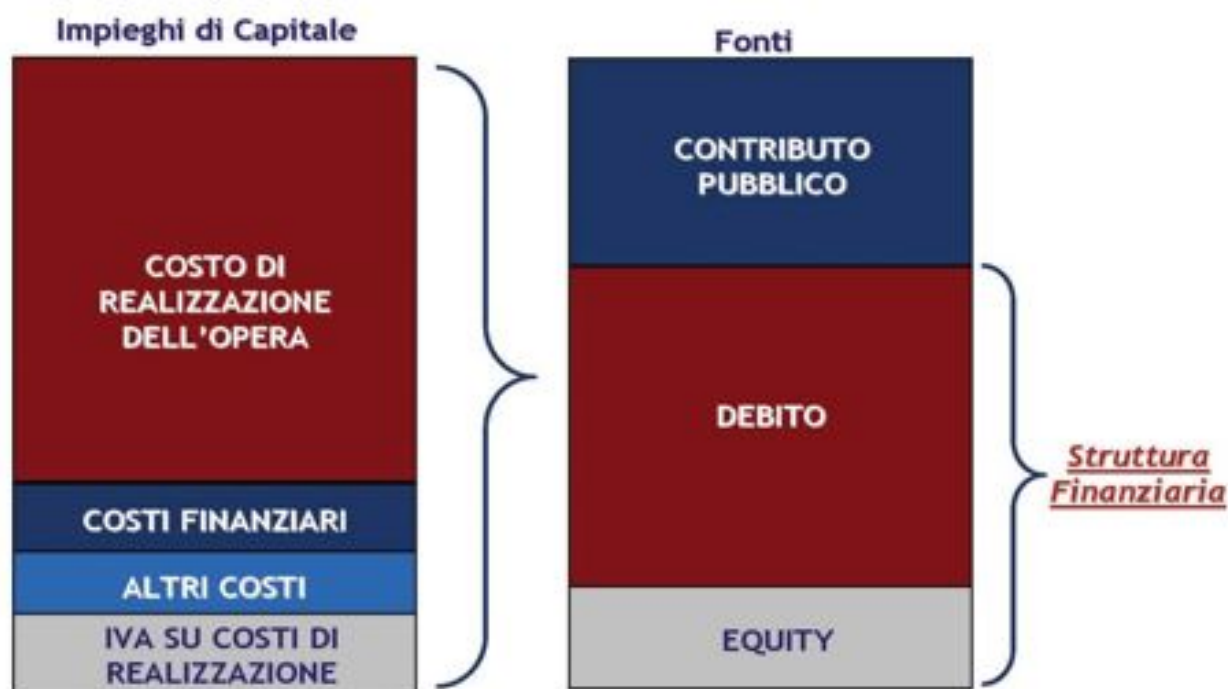 Impieghi di Capitale
COSTO DI
REALIZZAZIONE
DELL'OPERA
COSTI FINANZIARI
ALTRI COSTI
IVA SU COSTI DI
REALIZZAZIONE
Fonti
CONTRIBUTO
PUBBLICO
DEBITO
EQUITY
Struttura
Finanziaria